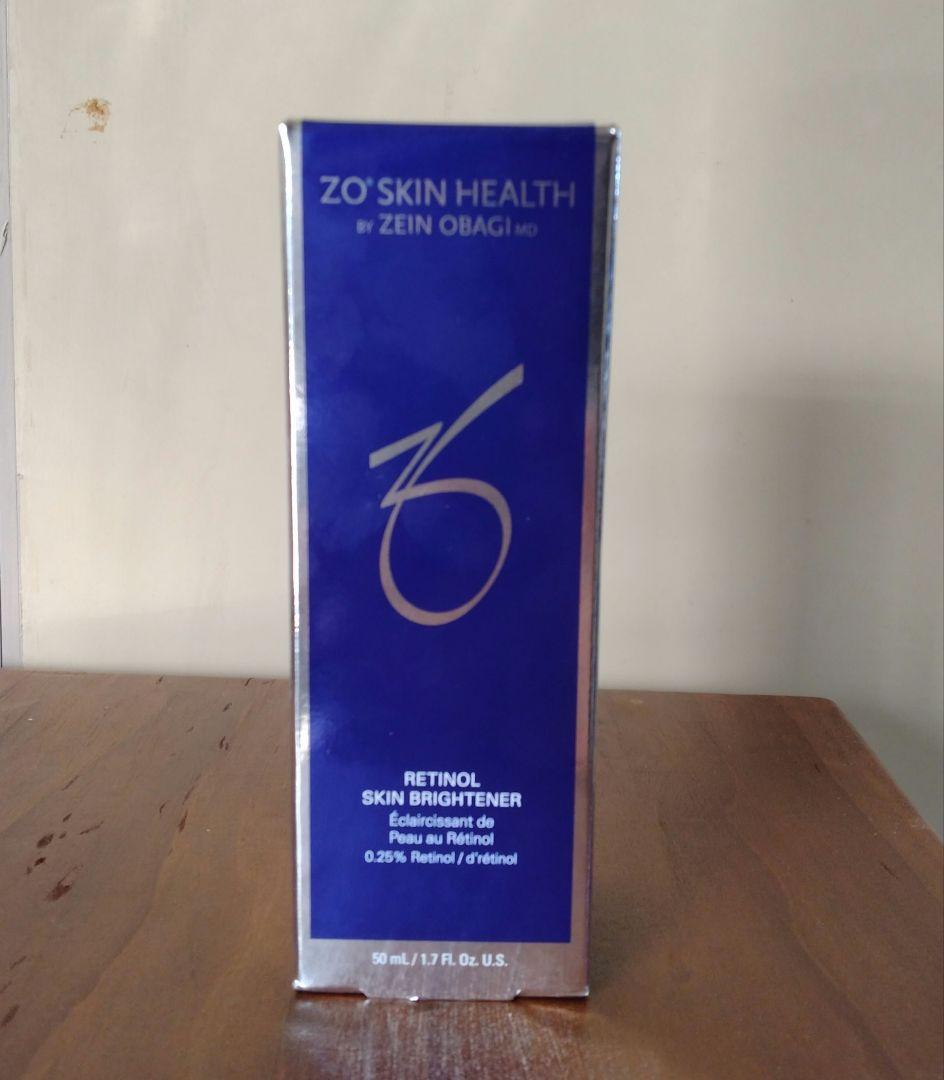 ZO® SKIN HEALTH
BY ZEIN OBAGI MD
RETINOL
SKIN BRIGHTENER
Éclaircissant de
Peau au Rétinol
0.25% Retinol / d'rétinol
50 mL / 1.7 Fl. Oz. U.S.